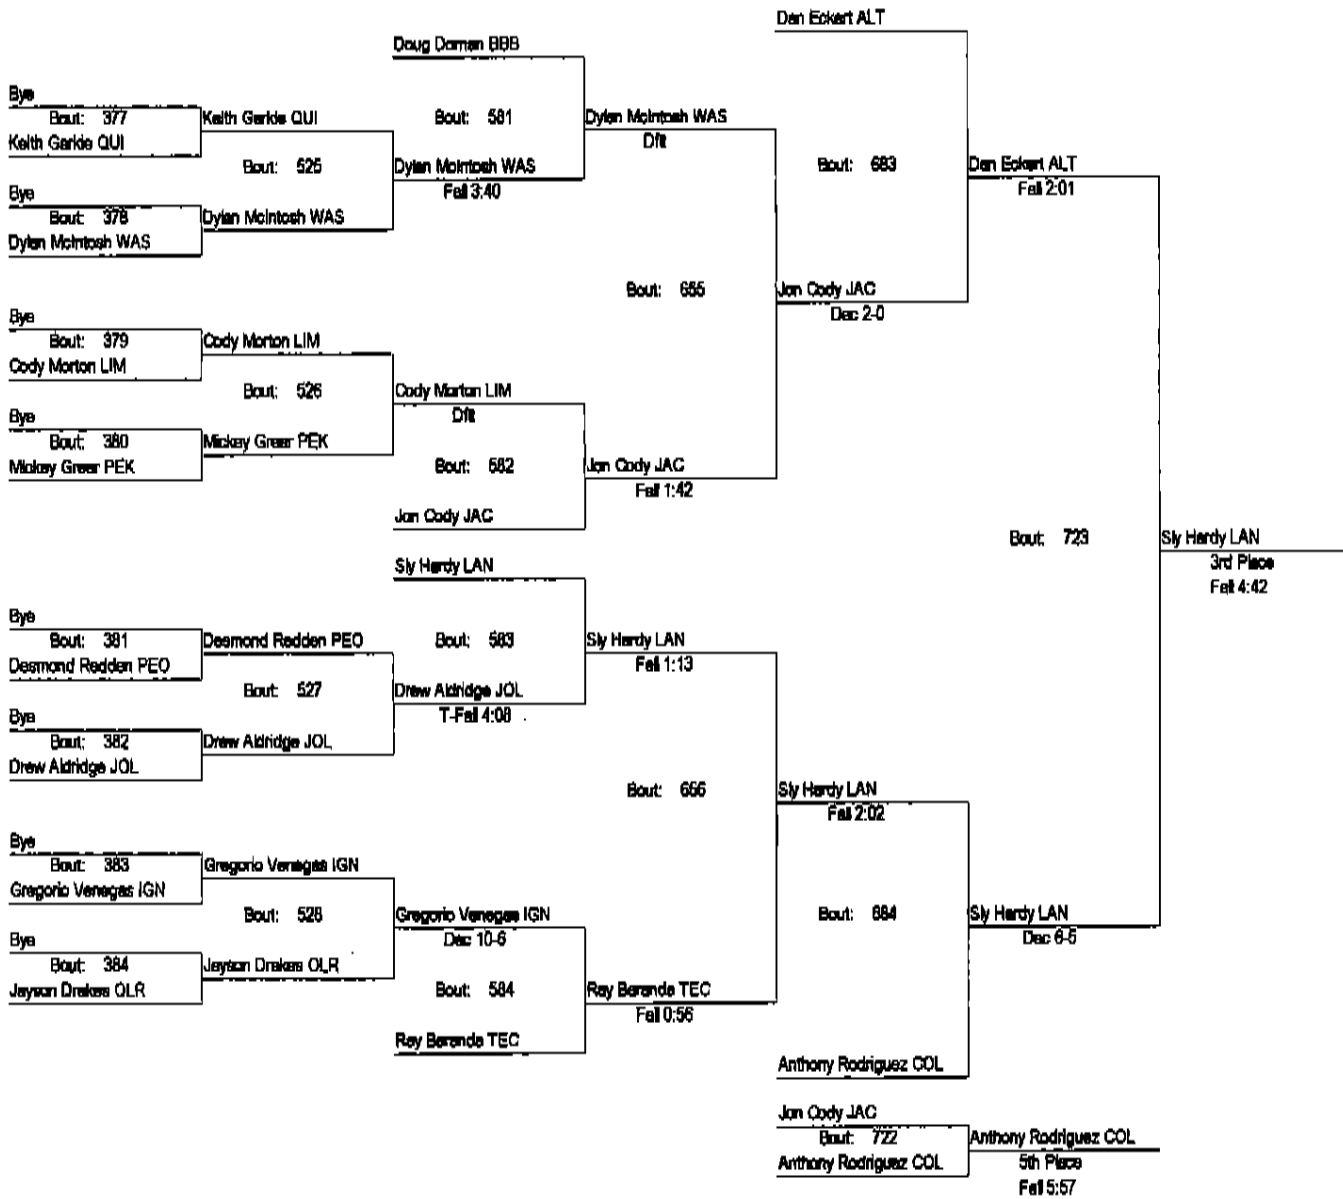 Dan Eckert ALT
Doug Doman BBB
Bye
Bout: 377
Keith Garkie QUI
Keith Garkie QUI
Bout: 581
Dylan McIntosh WAS
Dflt
Bout: 525
Dylan McIntosh WAS
Fall 3:40
Bout: 683
Dan Eckert ALT
Fall 2:01
Bye
Bout: 378
Dylan McIntosh WAS
Dylan McIntosh WAS
Bout: 655
Jon Cody JAC
Dec 2-0
Bye
Bout: 379
Cody Morton LIM
Cody Morton LIM
Bout: 526
Cody Morton LIM
Dflt
Bye
Bout: 380
Mickey Greer PEK
Mickey Greer PEK
Bout: 582
Jon Cody JAC
Fall 1:42
Jon Cody JAC
Bout: 723
Sly Hardy LAN
3rd Place
Fall 4:42
Sly Hardy LAN
Bye
Bout: 381
Desmond Redden PEO
Desmond Redden PEO
Bout: 583
Sly Hardy LAN
Fall 1:13
Bout: 527
Drew Aldridge JOL
T-Fall 4:08
Bye
Bout: 382
Drew Aldridge JOL
Drew Aldridge JOL
Bout: 656
Sly Hardy LAN
Fall 2:02
Bye
Bout: 383
Gregorio Venegas IGN
Gregorio Venegas IGN
Bout: 528
Gregorio Venegas IGN
Dec 10-6
Bout: 684
Sly Hardy LAN
Dec 6-5
Bye
Bout: 384
Jayson Drakes OLR
Jayson Drakes OLR
Bout: 584
Ray Baranda TEC
Fall 0:56
Ray Baranda TEC
Anthony Rodriguez COL
Jon Cody JAC
Bout: 722
Anthony Rodriguez COL
Anthony Rodriguez COL
5th Place
Fall 5:57